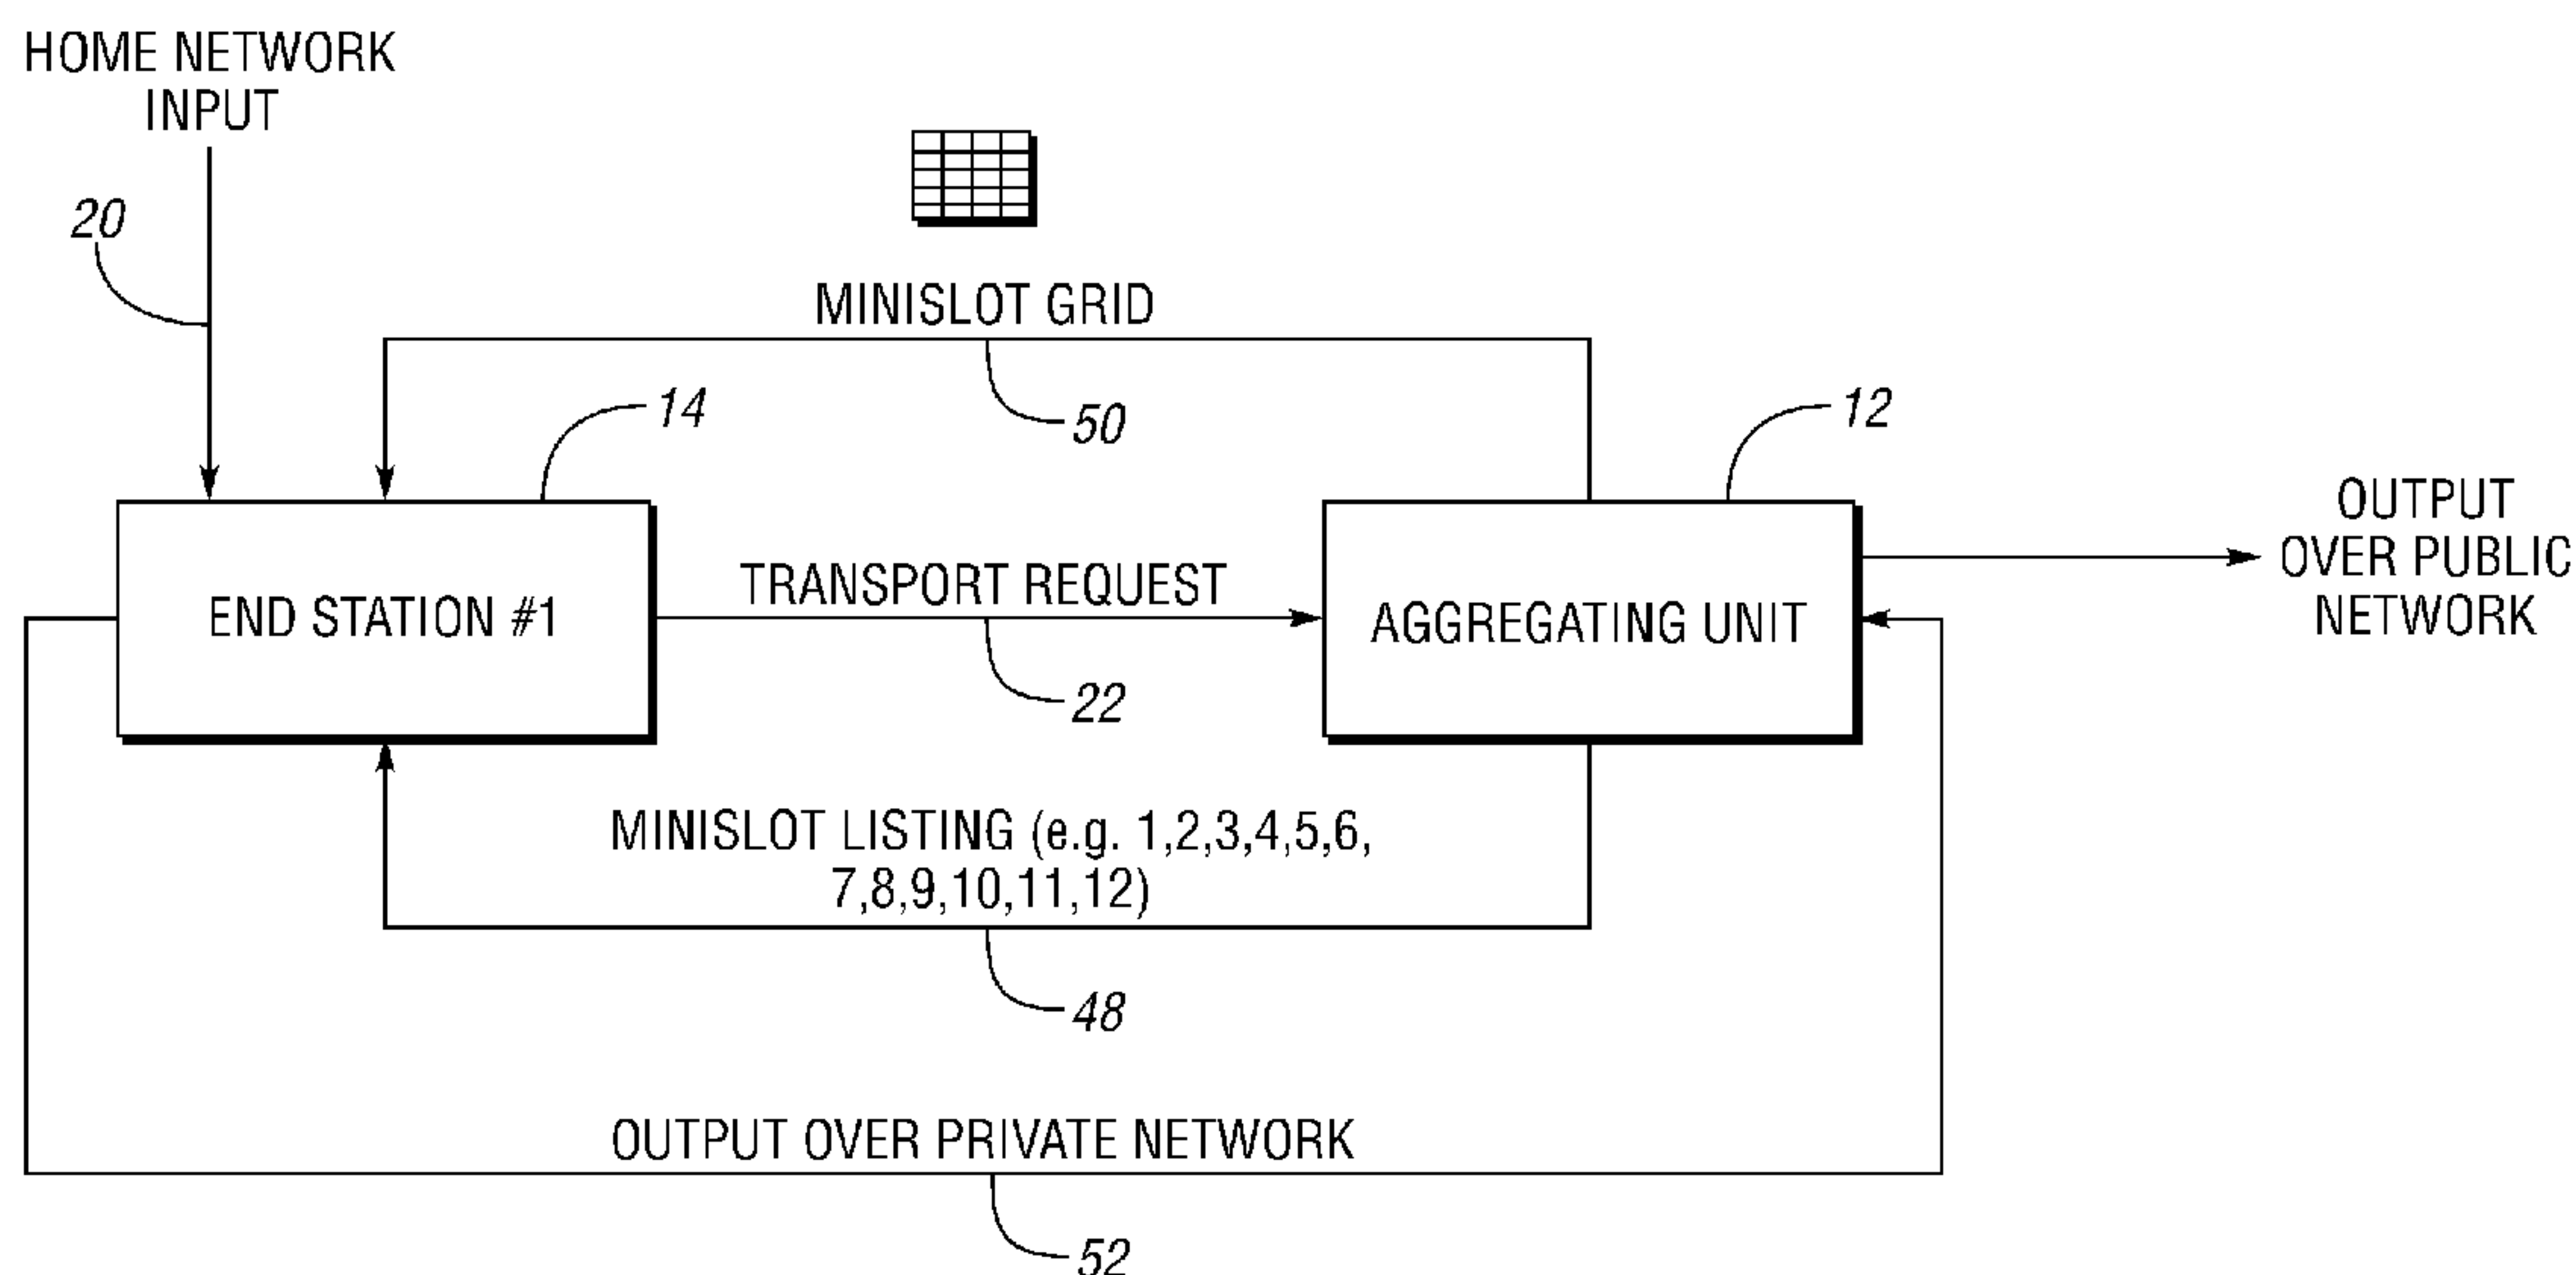 HOME NETWORK
INPUT
20
MINISLOT GRID
50
14
12
END STATION #1
TRANSPORT REQUEST
22
AGGREGATING UNIT
OUTPUT
OVER PUBLIC
NETWORK
MINISLOT LISTING (e.g. 1,2,3,4,5,6,
7,8,9,10,11,12)
48
OUTPUT OVER PRIVATE NETWORK
52